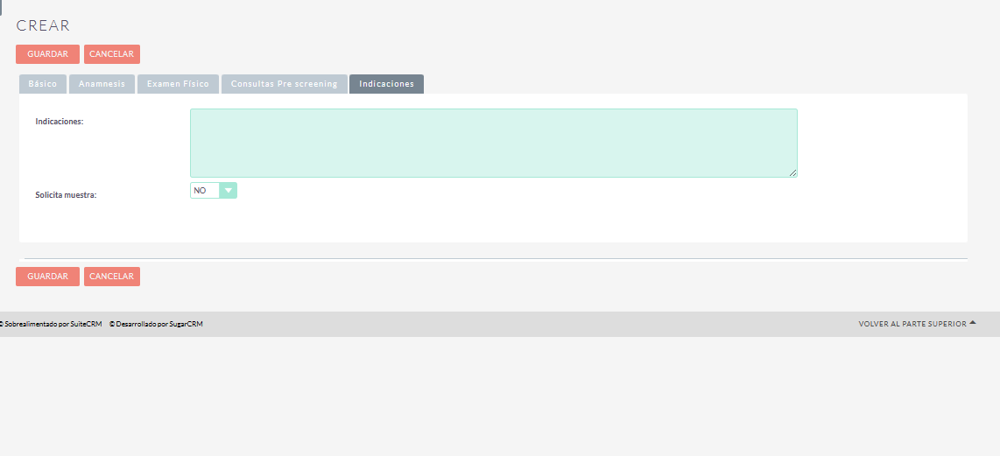 CREAR
GUARDAR CANCELAR
Básico Anamnesis Examen Físico Consultas Pre screening Indicaciones
Indicaciones:
Solicita muestra: NO
GUARDAR CANCELAR
© Sobrealimentado por SuiteCRM © Desarrollado por SugarCRM VOLVER AL PARTE SUPERIOR